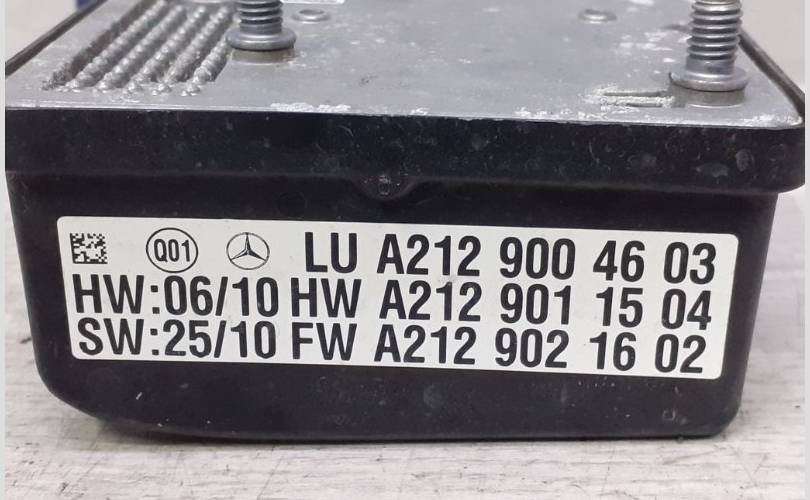 Q01 LU A212 900 46 03
HW:06/10 HW A212 901 15 04
SW:25/10 FW A212 902 16 02